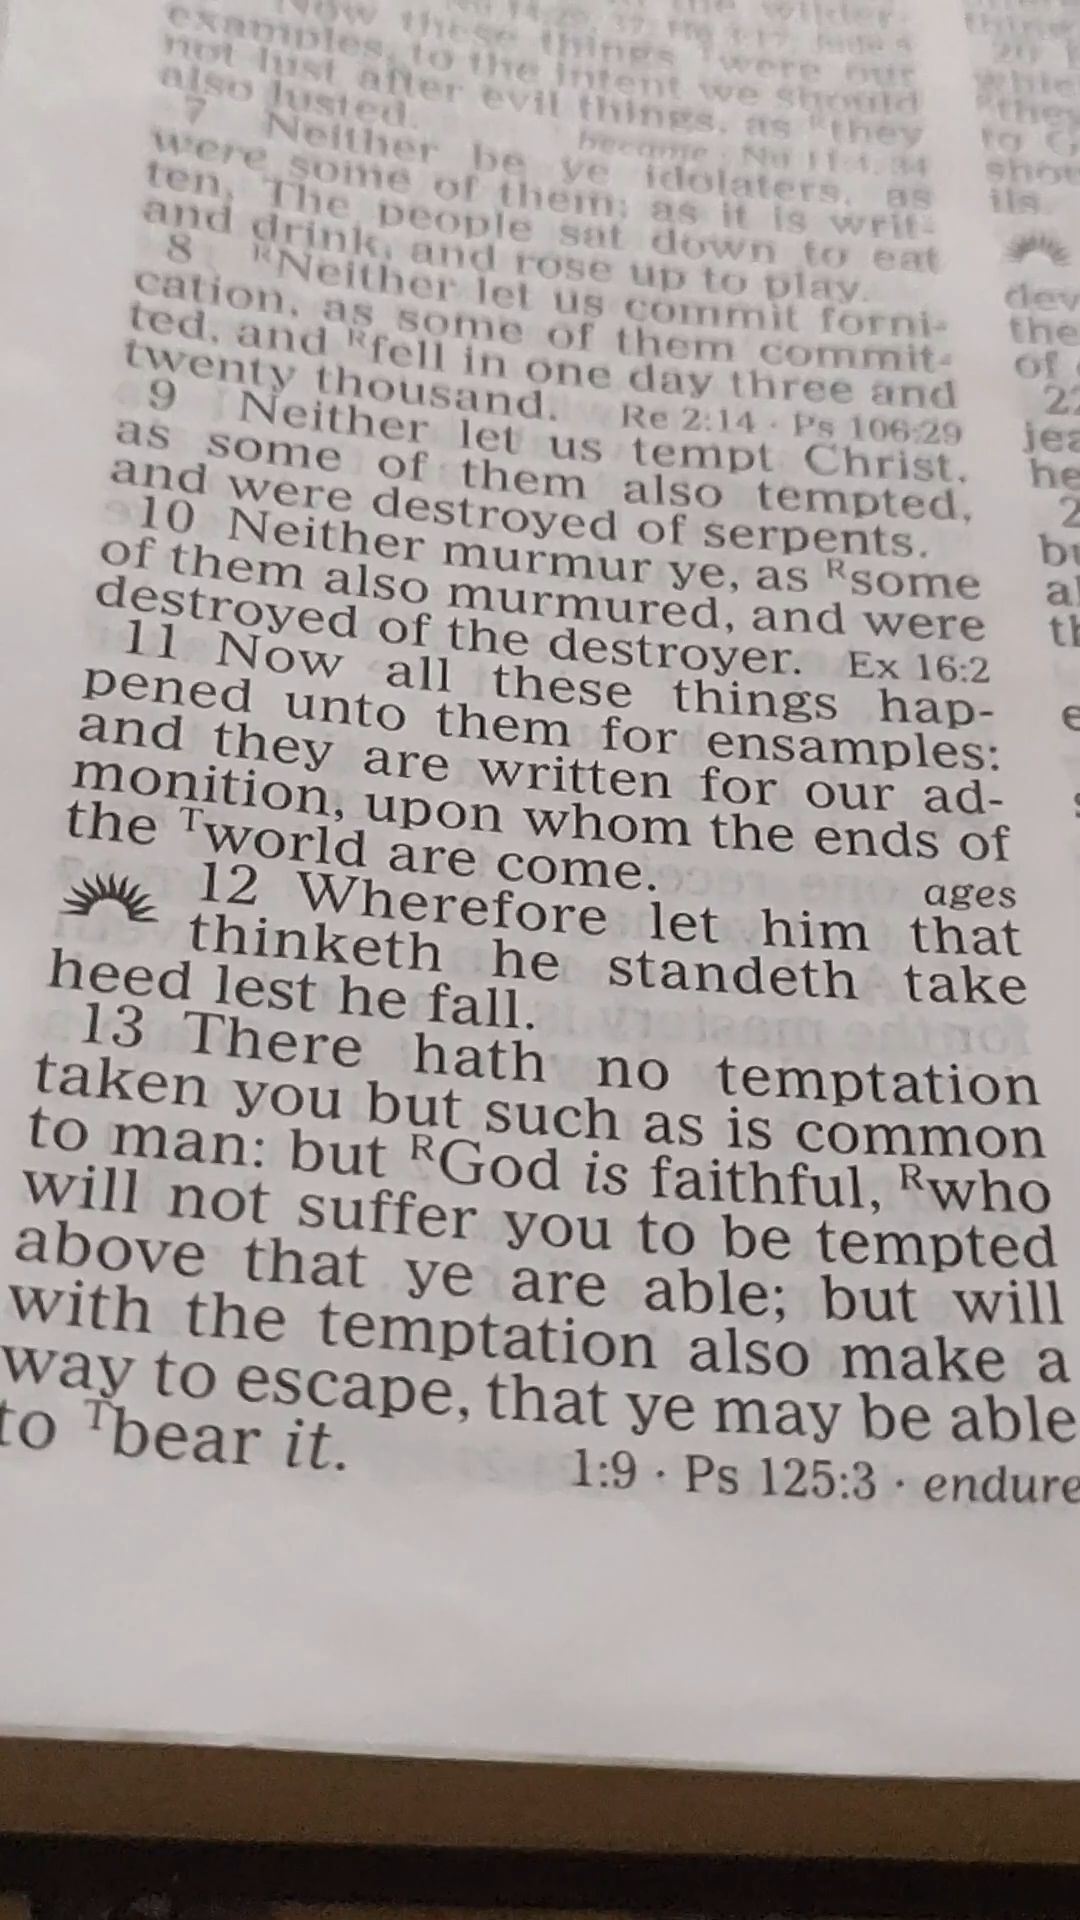 Now these things were our
examples, to the intent we should
not lust after evil things, as they
also lusted.
become · Nu 11:4, 34
7 Neither be ye idolaters, as
were some of them; as it is writ-
ten, The people sat down to eat
and drink, and rose up to play.
8 RNeither let us commit forni-
cation, as some of them commit-
ted, and Rfell in one day three and
twenty thousand. Re 2:14 · Ps 106:29
9 Neither let us tempt Christ,
as some of them also tempted,
and were destroyed of serpents.
10 Neither murmur ye, as Rsome
of them also murmured, and were
destroyed of the destroyer. Ex 16:2
11 Now all these things hap-
pened unto them for ensamples:
and they are written for our ad-
monition, upon whom the ends of
the Tworld are come. ages
12 Wherefore let him that
thinketh he standeth take
heed lest he fall.
13 There hath no temptation
taken you but such as is common
to man: but RGod is faithful, Rwho
will not suffer you to be tempted
above that ye are able; but will
with the temptation also make a
way to escape, that ye may be able
to Tbear it. 1:9 · Ps 125:3 · endure